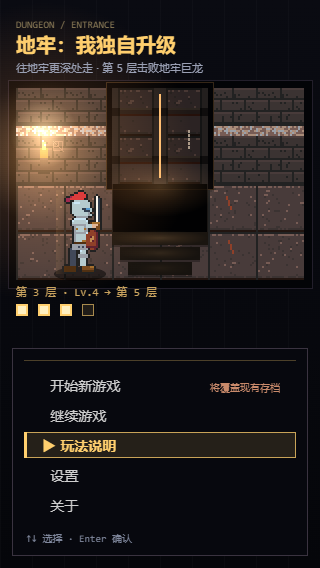 DUNGEON / ENTRANCE
地牢：我独自升级
往地牢更深处走 · 第 5 层击败地牢巨龙
第 3 层 · Lv.4 → 第 5 层
开始新游戏 将覆盖现有存档
继续游戏
▶ 玩法说明
设置
关于
↑↓ 选择 · Enter 确认